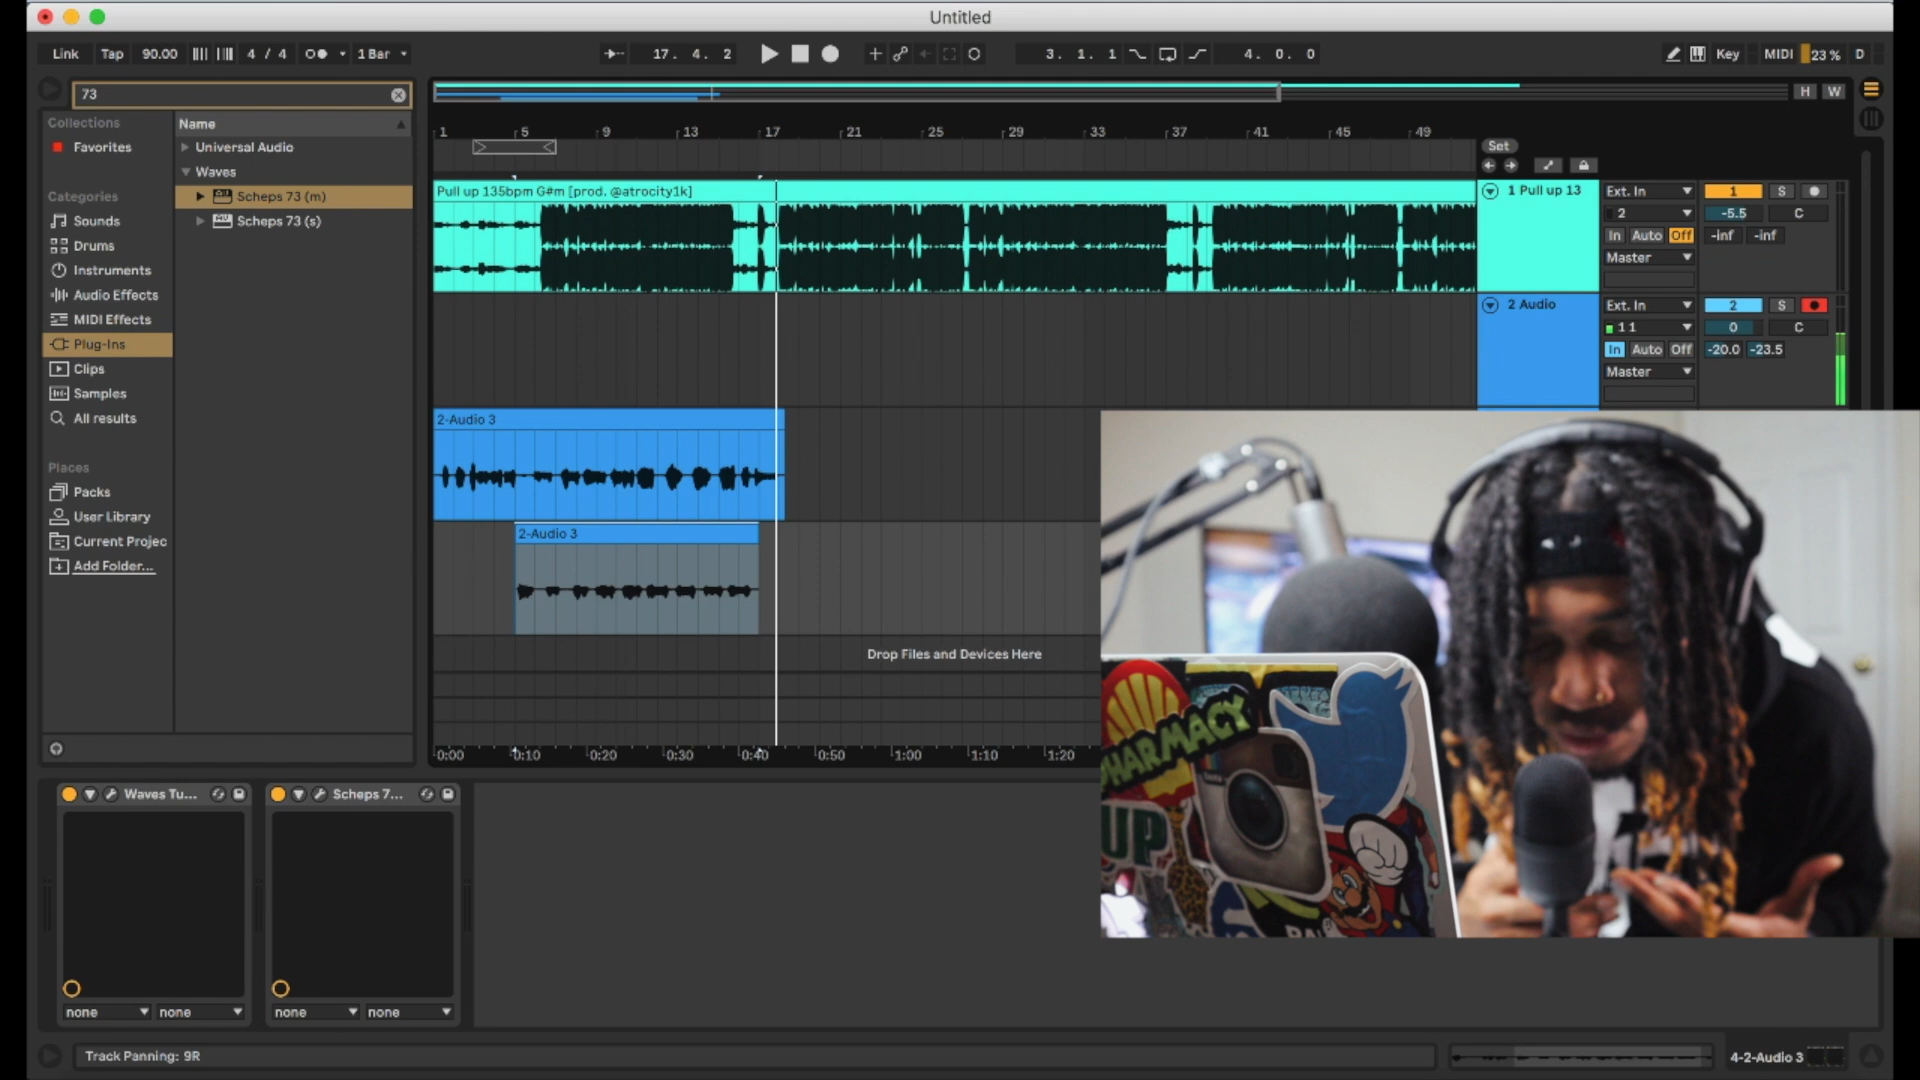 Untitled
Link Tap 90.00 4 / 4 1 Bar 17. 4. 2 3. 1. 1 4. 0. 0 Key MIDI 23 % D
73
H W
Collections
Favorites
Categories
Sounds
Drums
Instruments
Audio Effects
MIDI Effects
Plug-Ins
Clips
Samples
All results
Places
Packs
User Library
Current Projec
Add Folder...
Name
Universal Audio
Waves
Scheps 73 (m)
Scheps 73 (s)
1 5 9 13 17 21 25 29 33 37 41 45 49
Set
Pull up 135bpm G#m [prod. @atrocity1k]
1 Pull up 13
Ext. In 1 S
2 -5.5 C
In Auto Off -inf -inf
Master
2 Audio
Ext. In 2 S
1 1 0 C
In Auto Off -20.0 -23.5
Master
2-Audio 3
2-Audio 3
Drop Files and Devices Here
0:00 0:10 0:20 0:30 0:40 0:50 1:00 1:10 1:20
PHARMACY
UP
Waves Tu...
Scheps 7...
none none
none none
Track Panning: 9R
4-2-Audio 3